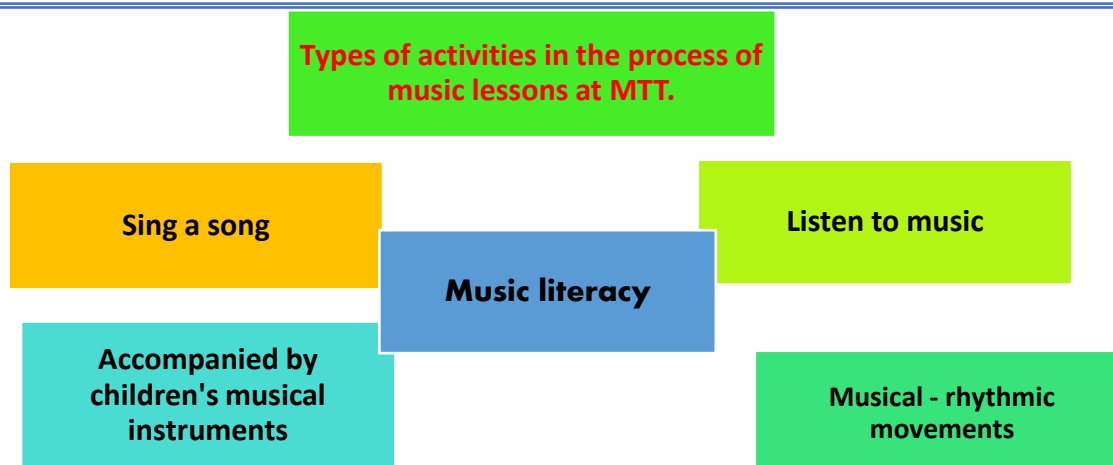 Types of activities in the process of
music lessons at MTT.
Sing a song
Listen to music
Music literacy
Accompanied by
children's musical
instruments
Musical - rhythmic
movements